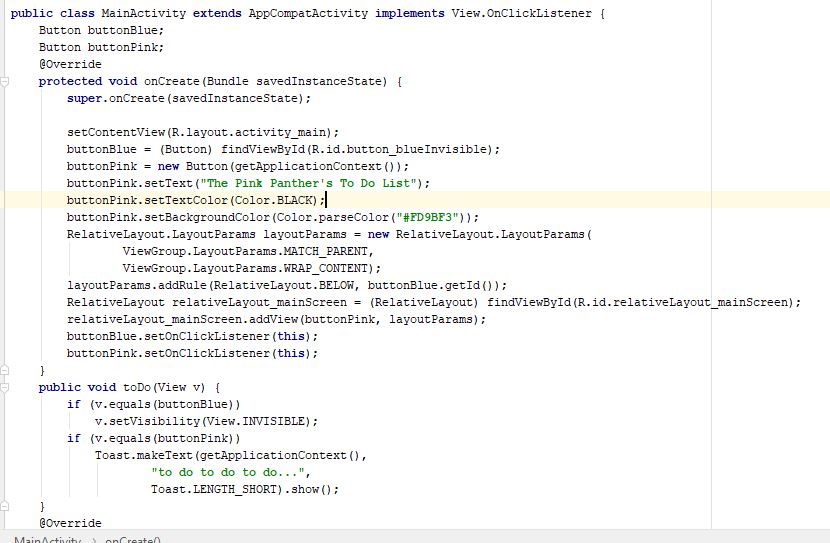 public class MainActivity extends AppCompatActivity implements View.OnClickListener {
    Button buttonBlue;
    Button buttonPink;
    @Override
    protected void onCreate(Bundle savedInstanceState) {
        super.onCreate(savedInstanceState);

        setContentView(R.layout.activity_main);
        buttonBlue = (Button) findViewById(R.id.button_blueInvisible);
        buttonPink = new Button(getApplicationContext());
        buttonPink.setText("The Pink Panther's To Do List");
        buttonPink.setTextColor(Color.BLACK);
        buttonPink.setBackgroundColor(Color.parseColor("#FD9BF3"));
        RelativeLayout.LayoutParams layoutParams = new RelativeLayout.LayoutParams(
                ViewGroup.LayoutParams.MATCH_PARENT,
                ViewGroup.LayoutParams.WRAP_CONTENT);
        layoutParams.addRule(RelativeLayout.BELOW, buttonBlue.getId());
        RelativeLayout relativeLayout_mainScreen = (RelativeLayout) findViewById(R.id.relativeLayout_mainScreen);
        relativeLayout_mainScreen.addView(buttonPink, layoutParams);
        buttonBlue.setOnClickListener(this);
        buttonPink.setOnClickListener(this);
    }
    public void toDo(View v) {
        if (v.equals(buttonBlue))
            v.setVisibility(View.INVISIBLE);
        if (v.equals(buttonPink))
            Toast.makeText(getApplicationContext(),
                    "to do to do to do...",
                    Toast.LENGTH_SHORT).show();
    }
    @Override
MainActivity > onCreate()